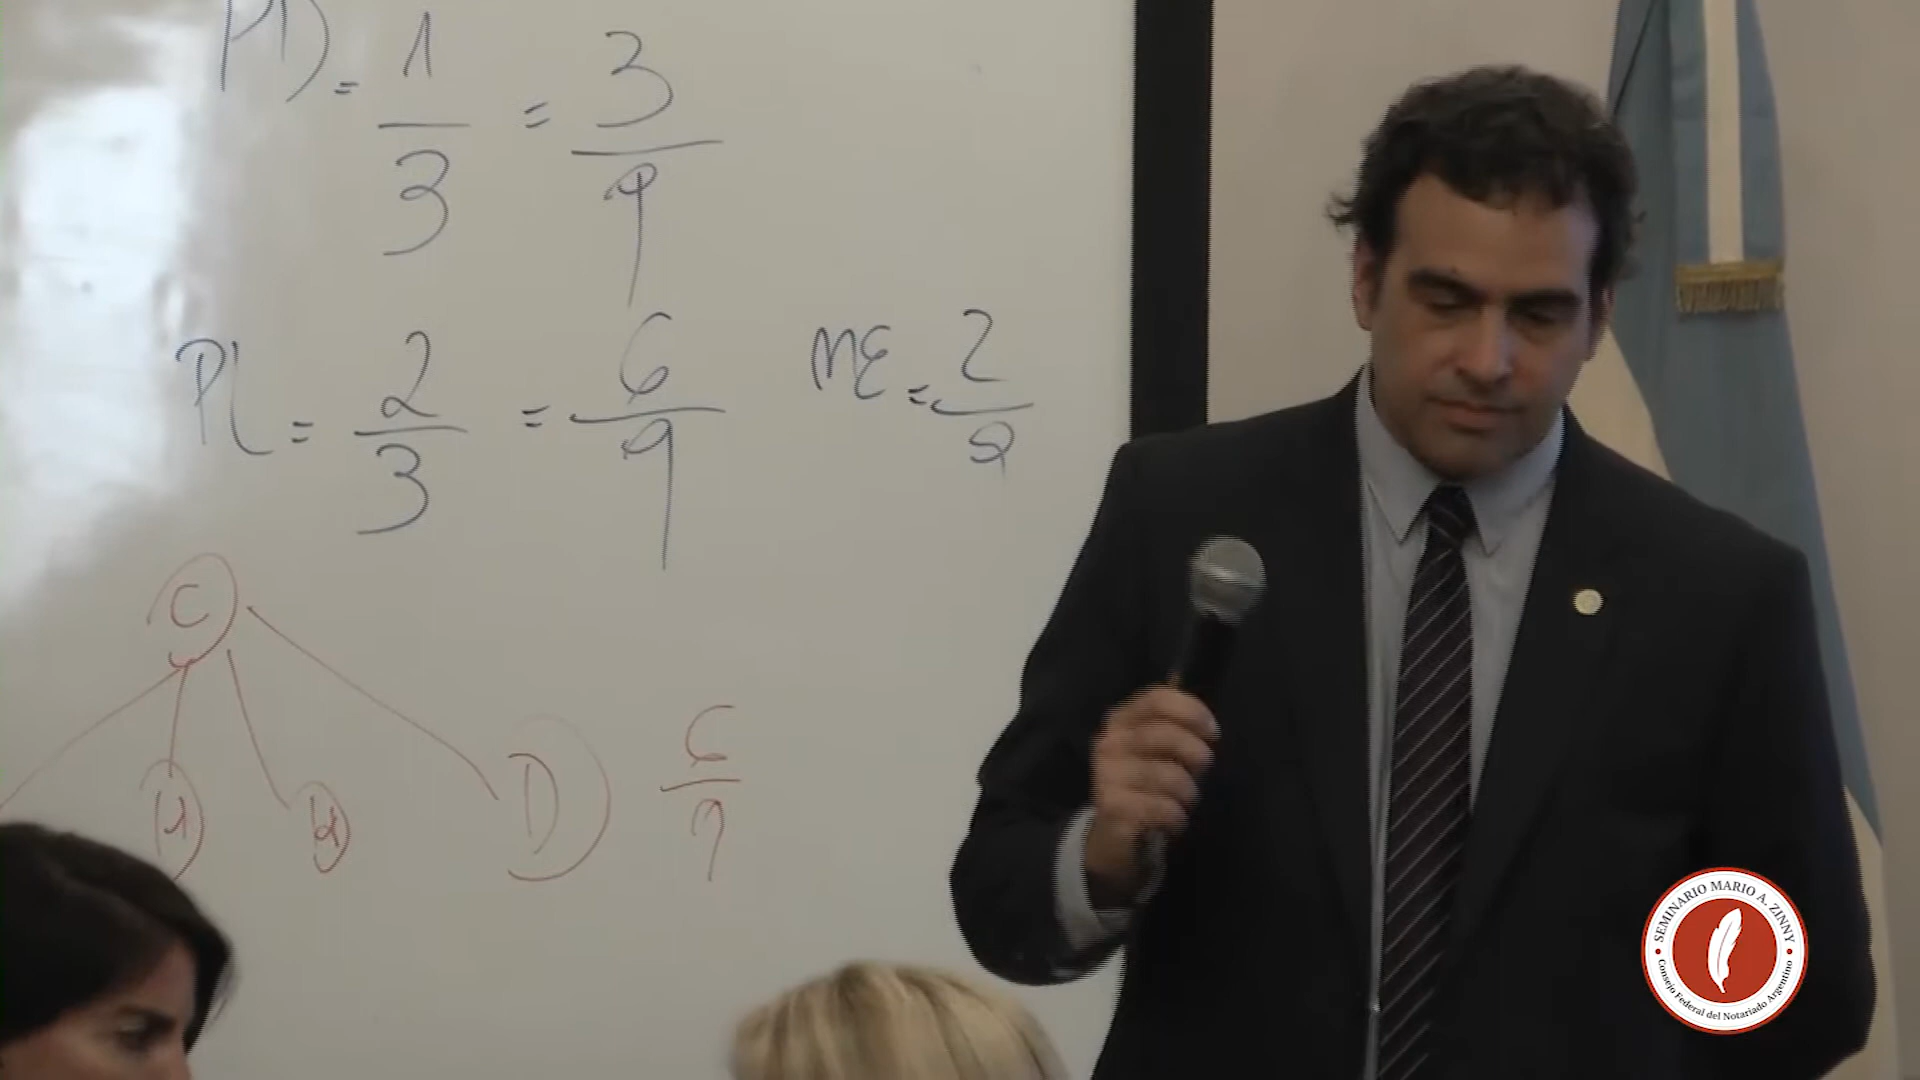 PD = 1/3 = 3/9
PL = 2/3 = 6/9
ME = 2/9
C
H
H
D
6/9
SEMINARIO MARIO A. ZINNY
Consejo Federal del Notariado Argentino